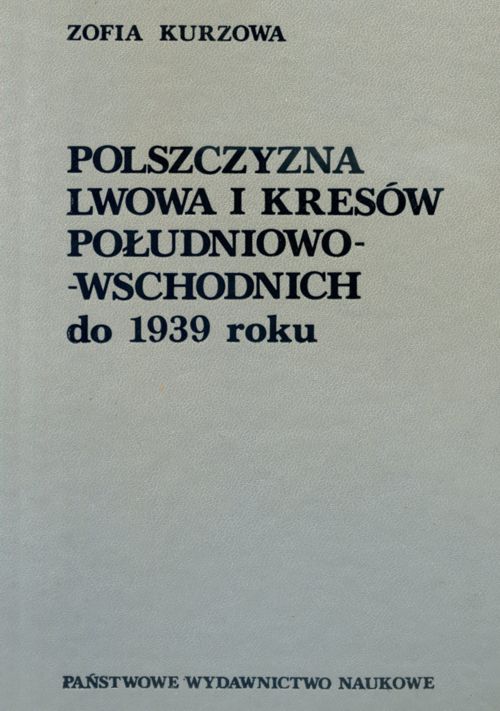 ZOFIA KURZOWA
POLSZCZYZNA
LWOWA I KRESÓW
POŁUDNIOWO-
-WSCHODNICH
do 1939 roku
PAŃSTWOWE WYDAWNICTWO NAUKOWE